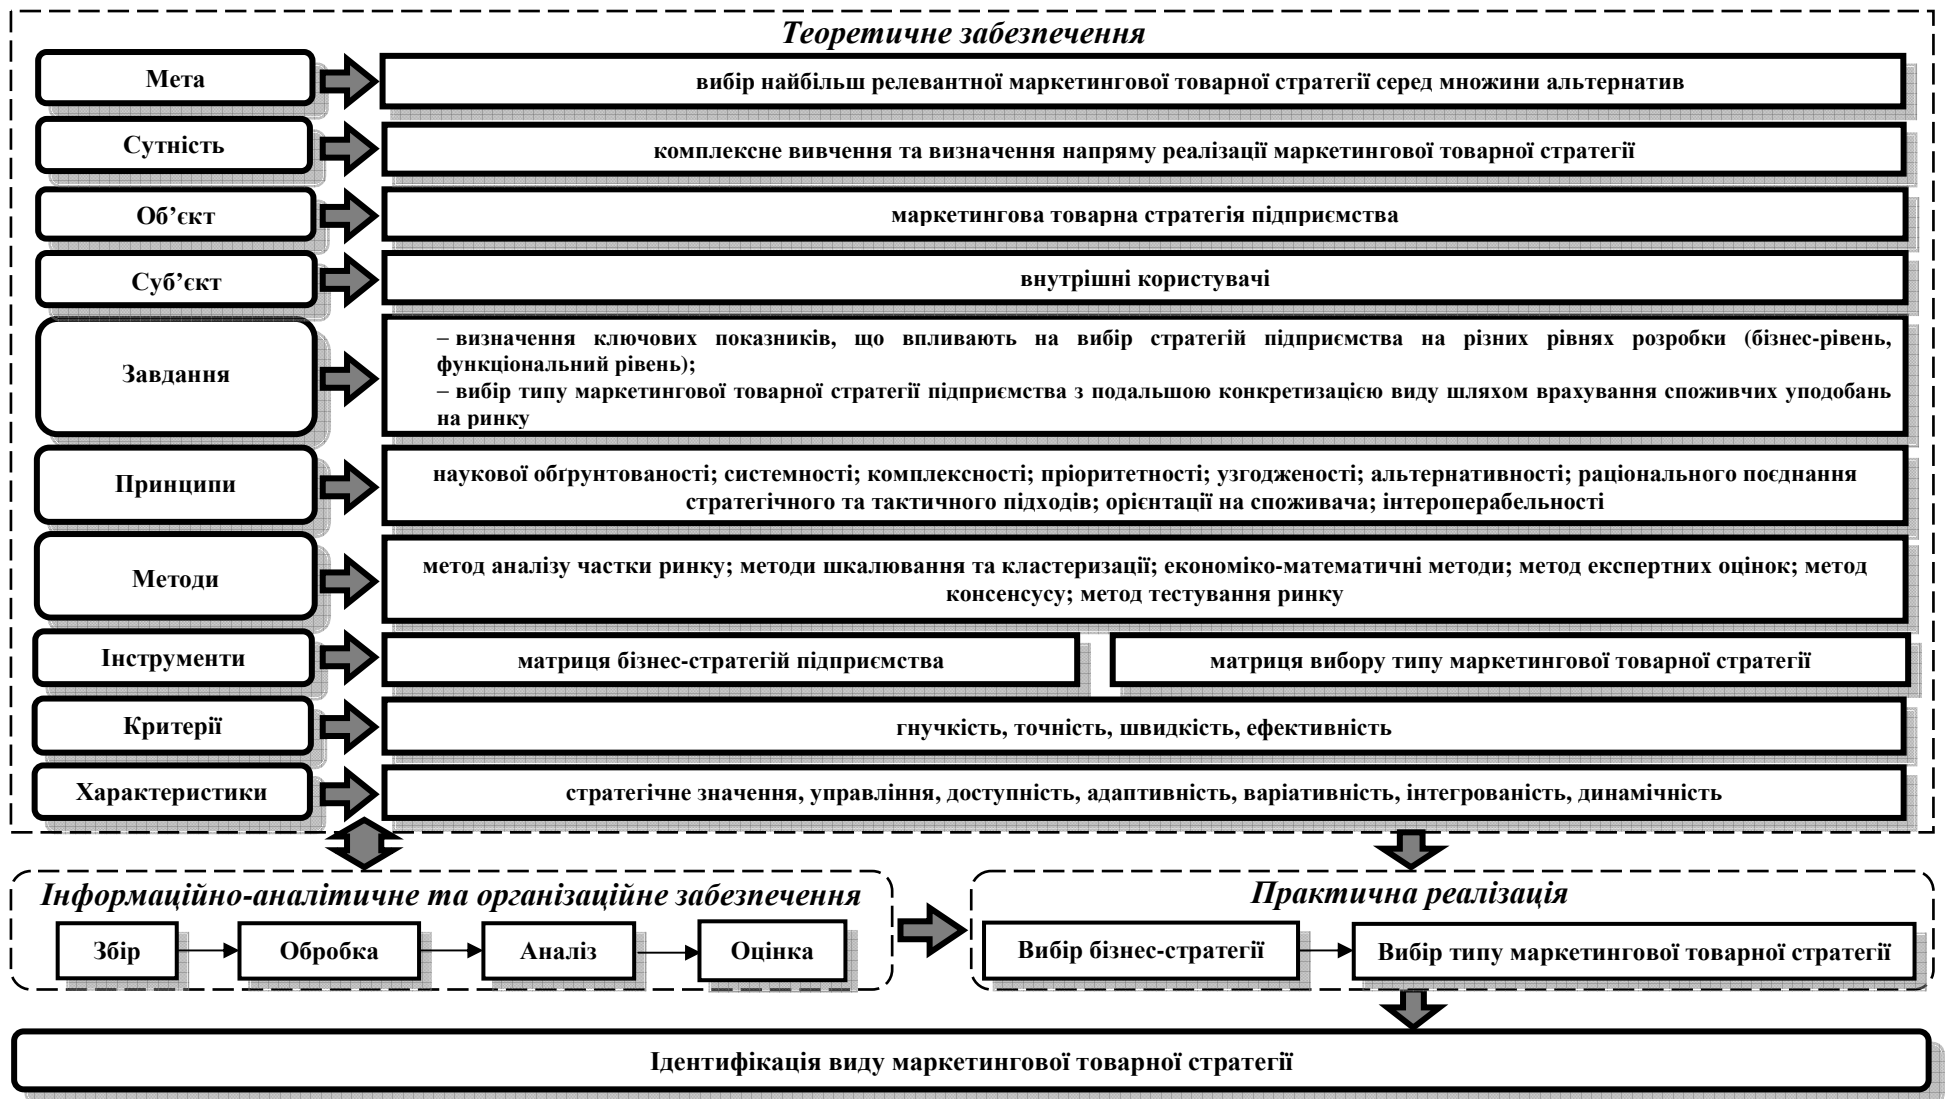 Теоретичне забезпечення
Мета
вибір найбільш релевантної маркетингової товарної стратегії серед множини альтернатив
Сутність
комплексне вивчення та визначення напряму реалізації маркетингової товарної стратегії
Об’єкт
маркетингова товарна стратегія підприємства
Суб’єкт
внутрішні користувачі
Завдання
– визначення ключових показників, що впливають на вибір стратегій підприємства на різних рівнях розробки (бізнес-рівень,
функціональний рівень);
– вибір типу маркетингової товарної стратегії підприємства з подальшою конкретизацією виду шляхом врахування споживчих уподобань
на ринку
Принципи
наукової обґрунтованості; системності; комплексності; пріоритетності; узгодженості; альтернативності; раціонального поєднання
стратегічного та тактичного підходів; орієнтації на споживача; інтероперабельності
Методи
метод аналізу частки ринку; методи шкалювання та кластеризації; економіко-математичні методи; метод експертних оцінок; метод
консенсусу; метод тестування ринку
Інструменти
матриця бізнес-стратегій підприємства
матриця вибору типу маркетингової товарної стратегії
Критерії
гнучкість, точність, швидкість, ефективність
Характеристики
стратегічне значення, управління, доступність, адаптивність, варіативність, інтегрованість, динамічність
Інформаційно-аналітичне та організаційне забезпечення
Збір
Обробка
Аналіз
Оцінка
Практична реалізація
Вибір бізнес-стратегії
Вибір типу маркетингової товарної стратегії
Ідентифікація виду маркетингової товарної стратегії